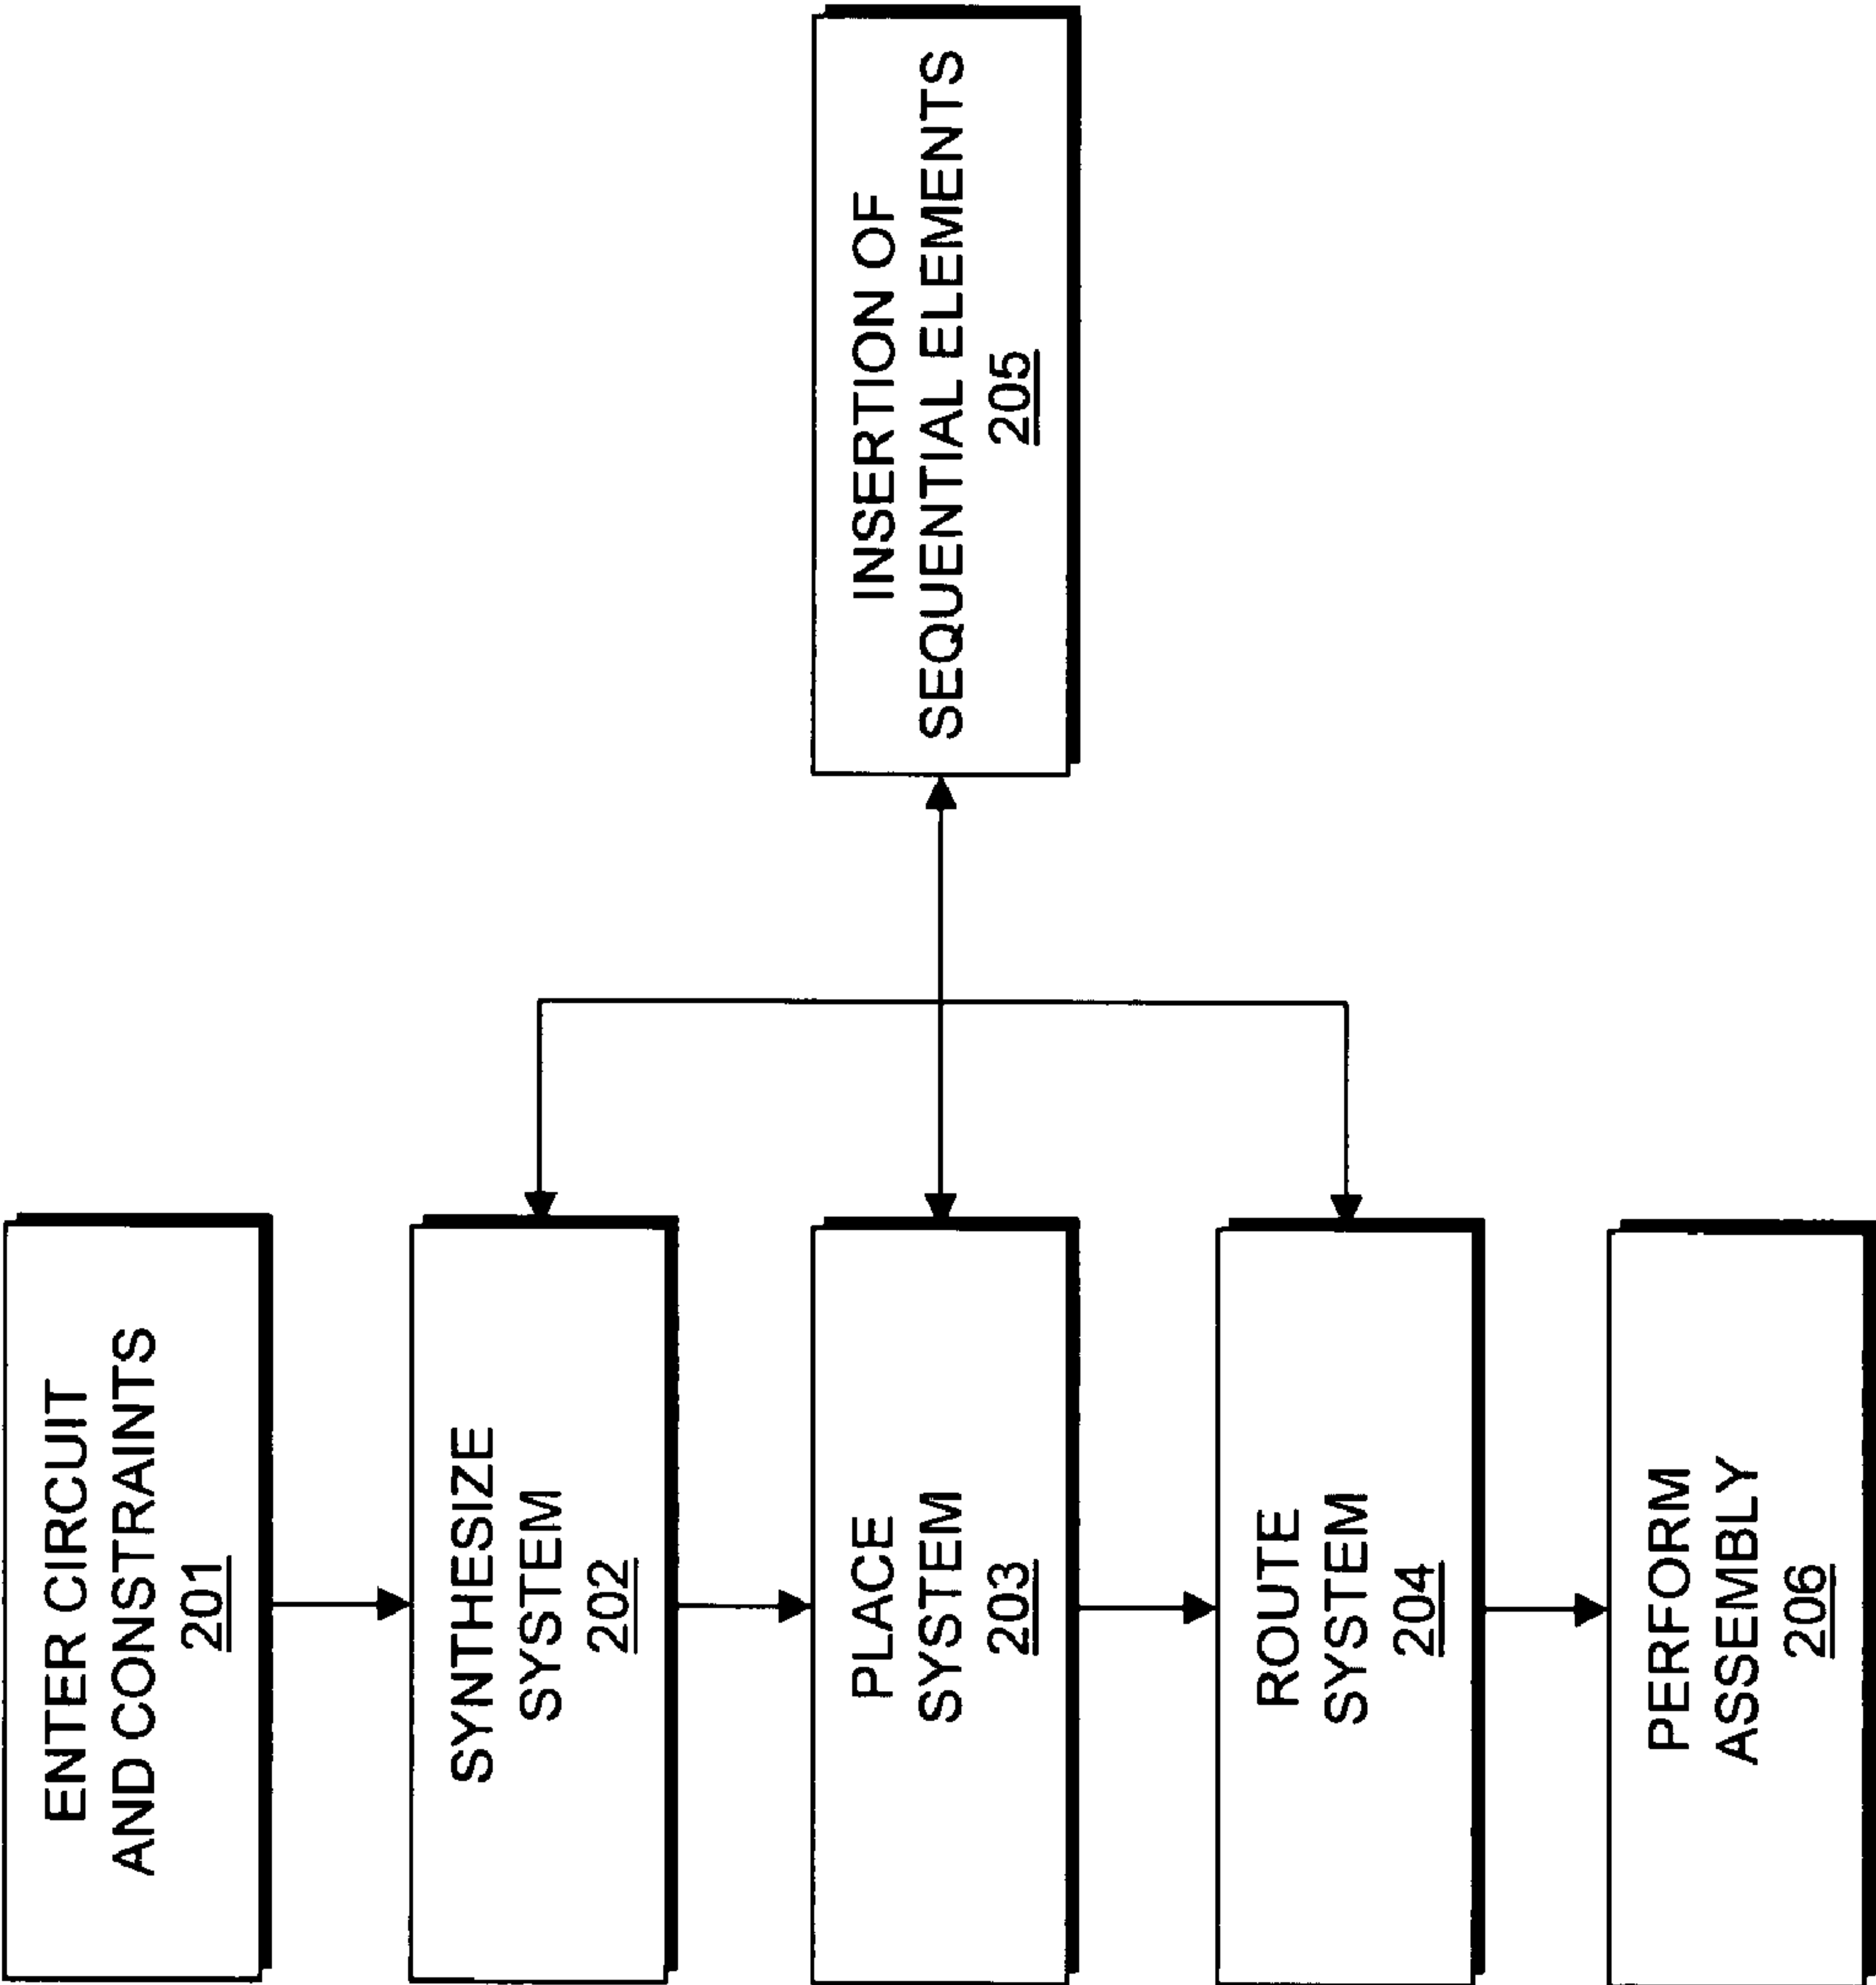 ENTER CIRCUIT
AND CONSTRAINTS
201
SYNTHESIZE
SYSTEM
202
PLACE
SYSTEM
203
ROUTE
SYSTEM
204
INSERTION OF
SEQUENTIAL ELEMENTS
205
PERFORM
ASSEMBLY
206